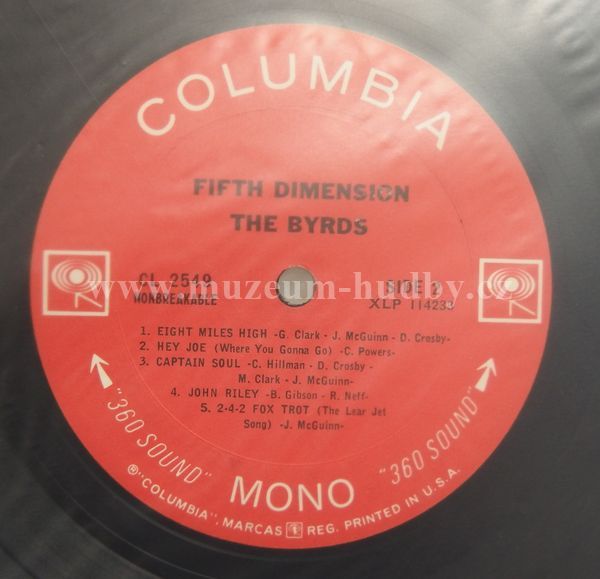 COLUMBIA
FIFTH DIMENSION
THE BYRDS
CL 2549
NONBREAKABLE
SIDE 2
XLP 114233
www.muzeum-hudby.cz
1. EIGHT MILES HIGH -G. Clark - J. McGuinn - D. Crosby-
2. HEY JOE (Where You Gonna Go) -C. Powers-
3. CAPTAIN SOUL -C. Hillman - D. Crosby -
M. Clark - J. McGuinn-
4. JOHN RILEY -B. Gibson - R. Neff-
5. 2-4-2 FOX TROT (The Lear Jet
Song) -J. McGuinn-
"360 SOUND"
MONO
"360 SOUND"
® "COLUMBIA", MARCAS REG. PRINTED IN U.S.A.